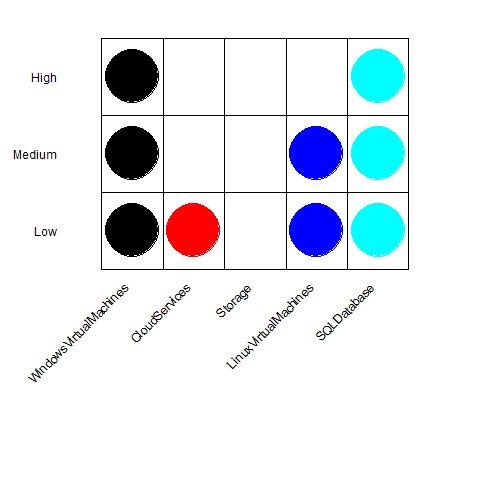 High
Medium
Low
WindowsVirtualMachines
CloudServices
Storage
LinuxVirtualMachines
SQLDatabase